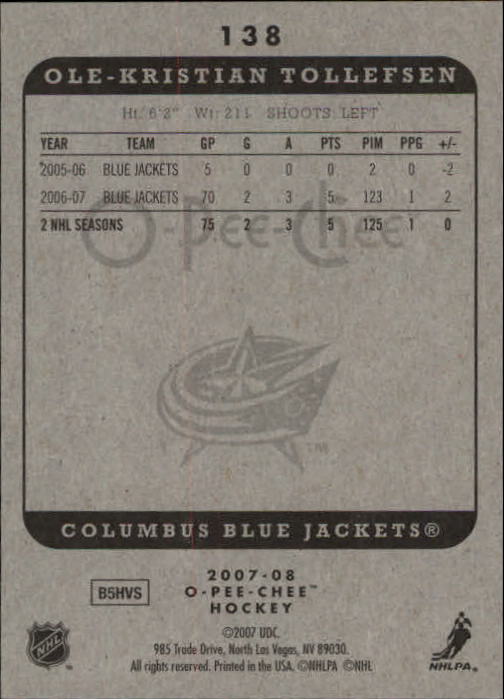 138
OLE-KRISTIAN TOLLEFSEN
Ht: 6'2" Wt: 211 SHOOTS: LEFT
YEAR TEAM GP G A PTS PIM PPG +/-
2005-06 BLUE JACKETS 5 0 0 0 2 0 -2
2006-07 BLUE JACKETS 70 2 3 5 123 1 2
2 NHL SEASONS 75 2 3 5 125 1 0
O-Pee-Chee
TM
COLUMBUS BLUE JACKETS®
2007-08
B5HVS O-PEE-CHEE™
HOCKEY
©2007 UDC.
985 Trade Drive, North Las Vegas, NV 89030.
All rights reserved. Printed in the USA. ©NHLPA ©NHL
NHL
NHLPA